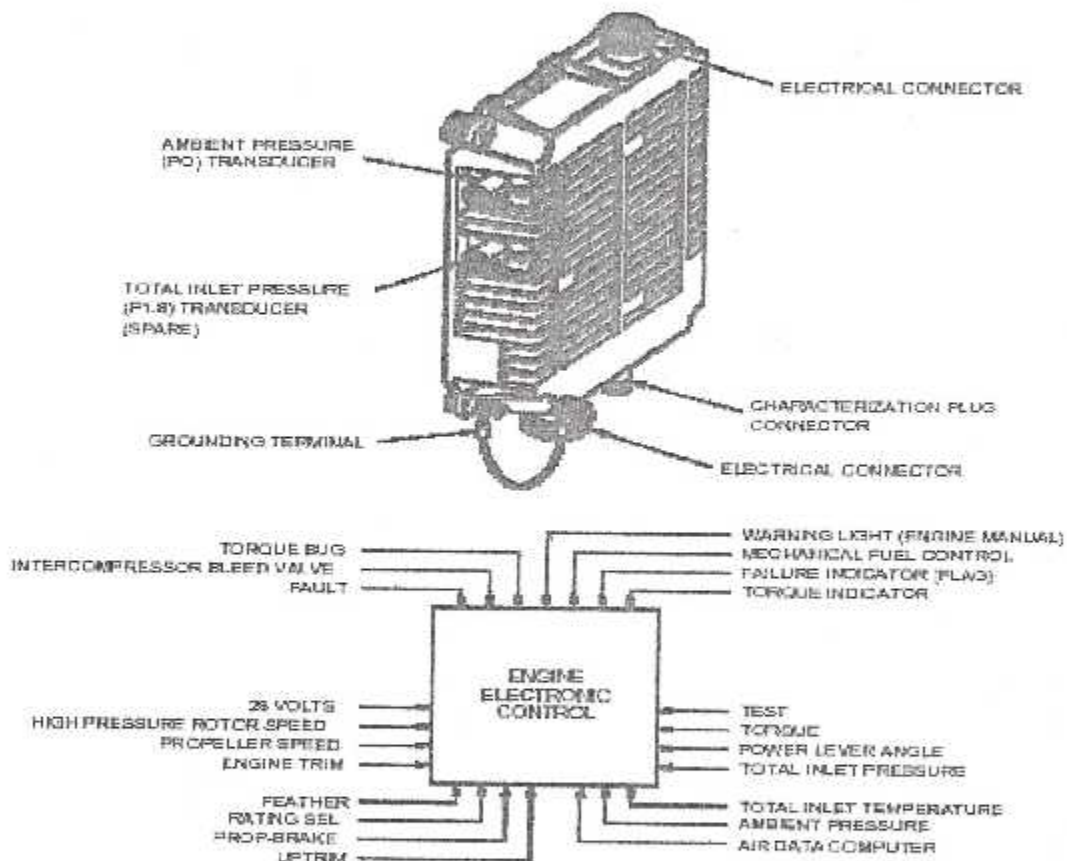 ELECTRICAL CONNECTOR
AMBIENT PRESSURE
(PO) TRANSDUCER
TOTAL INLET PRESSURE
(P1.8) TRANSDUCER
(SPARE)
CHARACTERIZATION PLUG
CONNECTOR
GROUNDING TERMINAL
ELECTRICAL CONNECTOR
WARNING LIGHT (ENGINE MANUAL)
TORQUE BUG
MECHANICAL FUEL CONTROL
INTERCOMPRESSOR BLEED VALVE
FAILURE INDICATOR (FLAG)
FAULT
TORQUE INDICATOR
ENGINE
ELECTRONIC
CONTROL
28 VOLTS
HIGH PRESSURE ROTOR SPEED
PROPELLER SPEED
ENGINE TRIM
TEST
TORQUE
POWER LEVER ANGLE
TOTAL INLET PRESSURE
FEATHER
RATING SEL
PROP-BRAKE
UPTRIM
TOTAL INLET TEMPERATURE
AMBIENT PRESSURE
AIR DATA COMPUTER